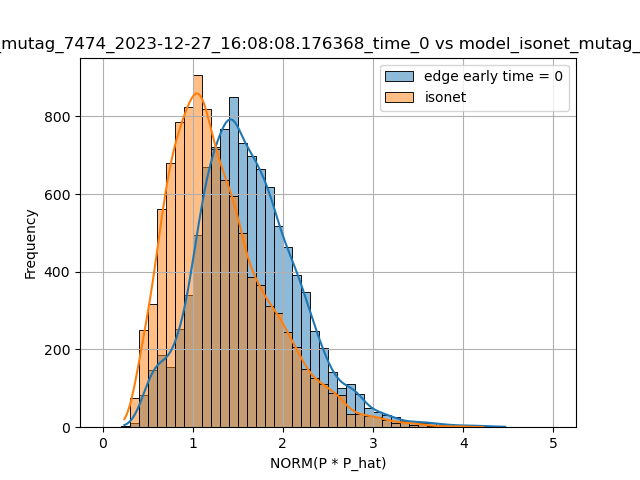 _mutag_7474_2023-12-27_16:08:08.176368_time_0 vs model_isonet_mutag_
edge early time = 0
isonet
Frequency
800
600
400
200
0
0 1 2 3 4 5
NORM(P * P_hat)